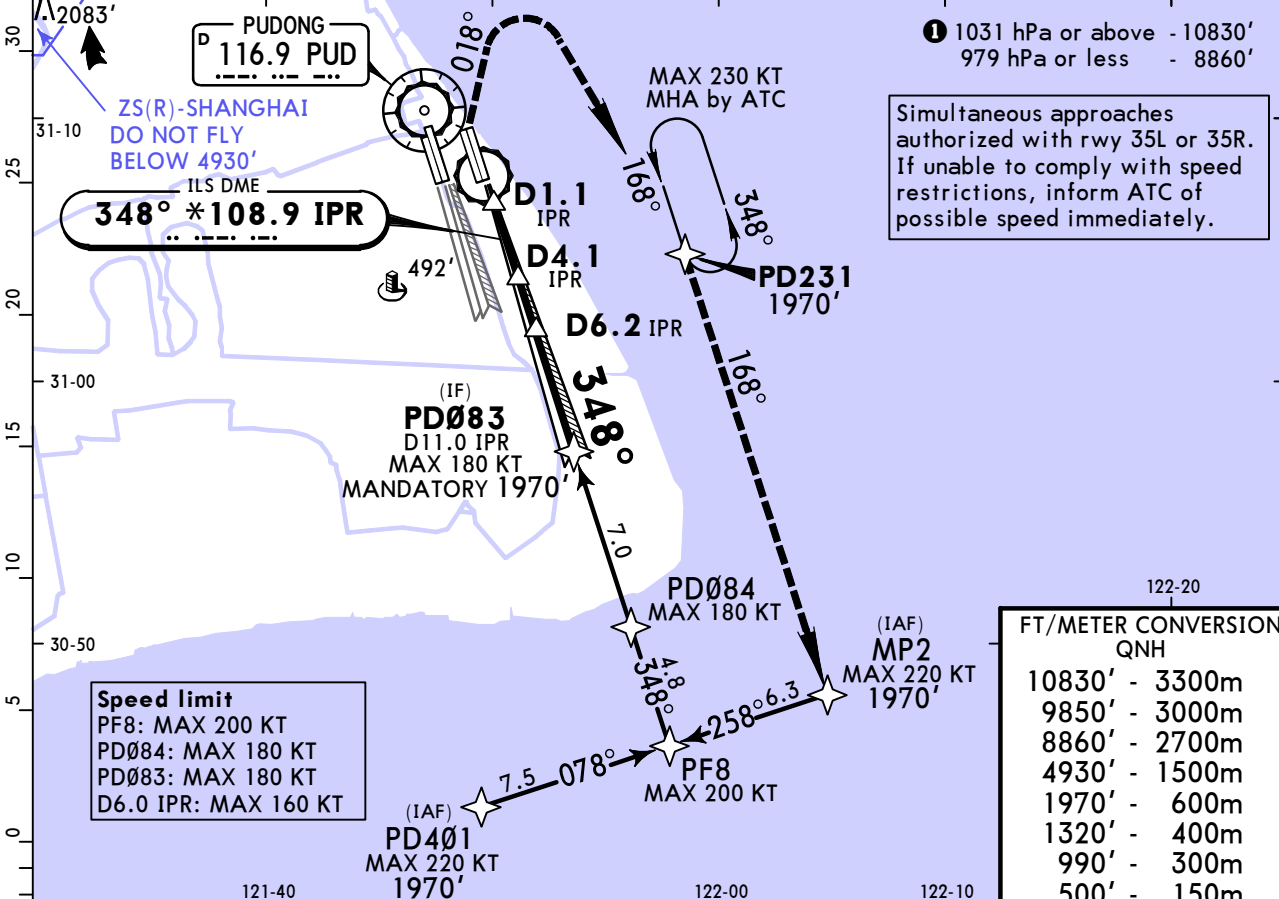 2083'
30
PUDONG
D 116.9 PUD
018°
❶ 1031 hPa or above - 10830'
979 hPa or less - 8860'
MAX 230 KT
MHA by ATC
ZS(R)-SHANGHAI
DO NOT FLY
BELOW 4930'
31-10
Simultaneous approaches
authorized with rwy 35L or 35R.
If unable to comply with speed
restrictions, inform ATC of
possible speed immediately.
25
ILS DME
348° *108.9 IPR
168°
348°
D1.1
IPR
D4.1
IPR
492'
PD231
1970'
20
D6.2 IPR
168°
31-00
348°
(IF)
PDØ83
D11.0 IPR
MAX 180 KT
MANDATORY 1970'
15
7.0
10
PDØ84
MAX 180 KT
122-20
30-50
4.8
348°
(IAF)
MP2
MAX 220 KT
1970'
258°
6.3
FT/METER CONVERSION
QNH
10830' - 3300m
9850' - 3000m
8860' - 2700m
4930' - 1500m
1970' - 600m
1320' - 400m
990' - 300m
500' - 150m
5
Speed limit
PF8: MAX 200 KT
PDØ84: MAX 180 KT
PDØ83: MAX 180 KT
D6.0 IPR: MAX 160 KT
PF8
MAX 200 KT
7.5
078°
0
(IAF)
PD4Ø1
MAX 220 KT
1970'
121-40
122-00
122-10